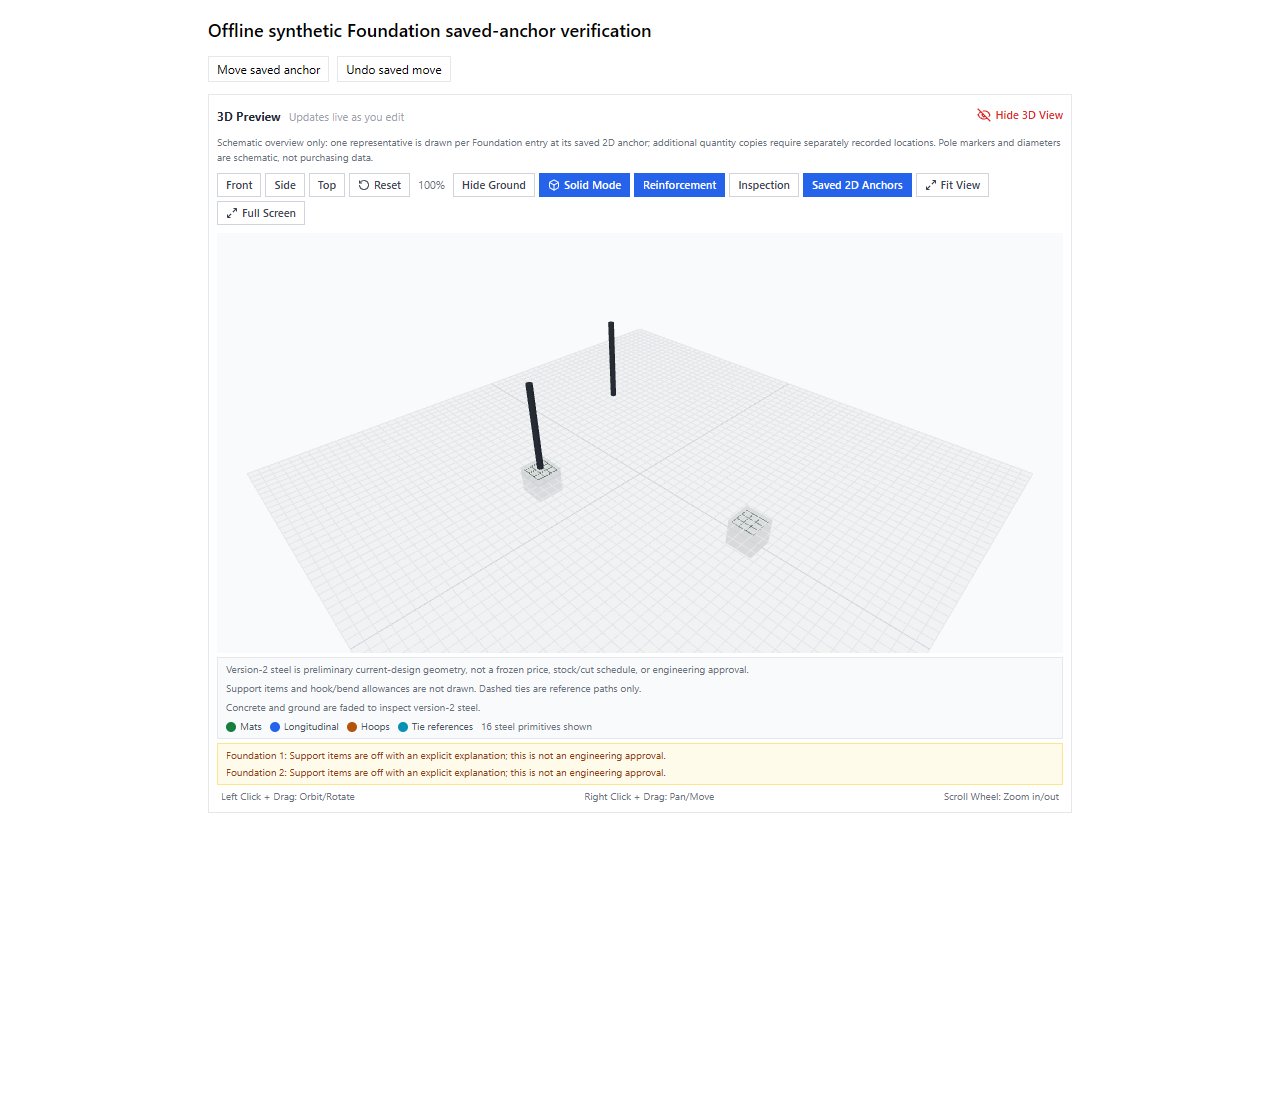 Offline synthetic Foundation saved-anchor verification
Move saved anchor
Undo saved move
3D Preview
Updates live as you edit
Hide 3D View
Schematic overview only: one representative is drawn per Foundation entry at its saved 2D anchor; additional quantity copies require separately recorded locations. Pole markers and diameters
are schematic, not purchasing data.
Front
Side
Top
Reset
100%
Hide Ground
Solid Mode
Reinforcement
Inspection
Saved 2D Anchors
Fit View
Full Screen
Version-2 steel is preliminary current-design geometry, not a frozen price, stock/cut schedule, or engineering approval.
Support items and hook/bend allowances are not drawn. Dashed ties are reference paths only.
Concrete and ground are faded to inspect version-2 steel.
Mats
Longitudinal
Hoops
Tie references
16 steel primitives shown
Foundation 1: Support items are off with an explicit explanation; this is not an engineering approval.
Foundation 2: Support items are off with an explicit explanation; this is not an engineering approval.
Left Click + Drag: Orbit/Rotate
Right Click + Drag: Pan/Move
Scroll Wheel: Zoom in/out